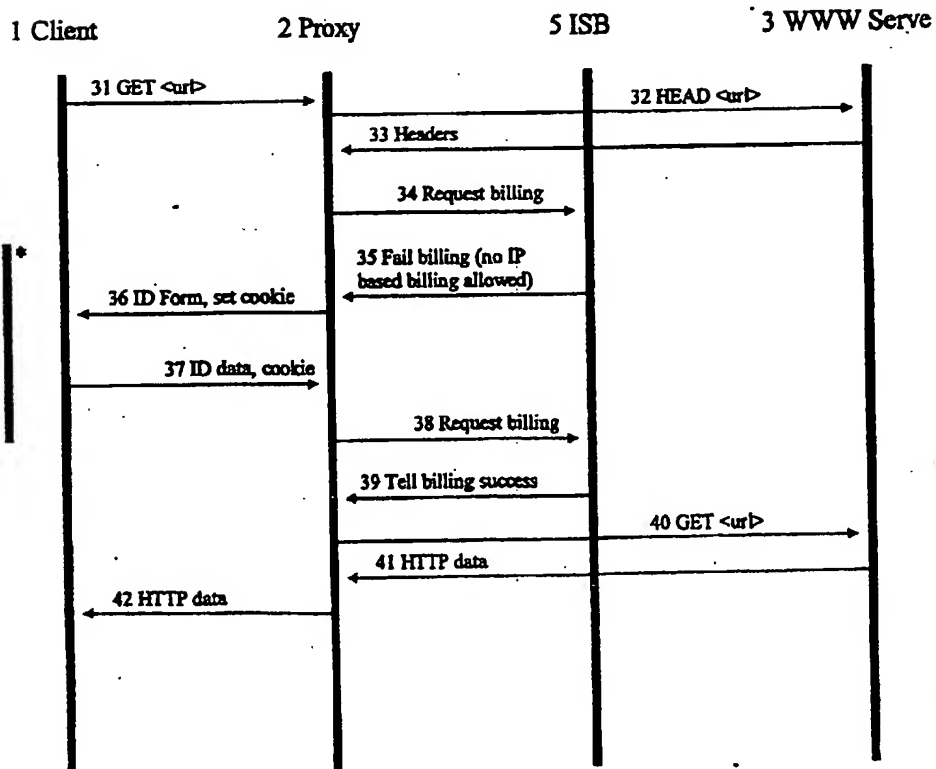 1 Client 2 Proxy 5 ISB 3 WWW Serve
31 GET <url>
32 HEAD <url>
33 Headers
34 Request billing
*
35 Fail billing (no IP
based billing allowed)
36 ID Form, set cookie
37 ID data, cookie
38 Request billing
39 Tell billing success
40 GET <url>
41 HTTP data
42 HTTP data